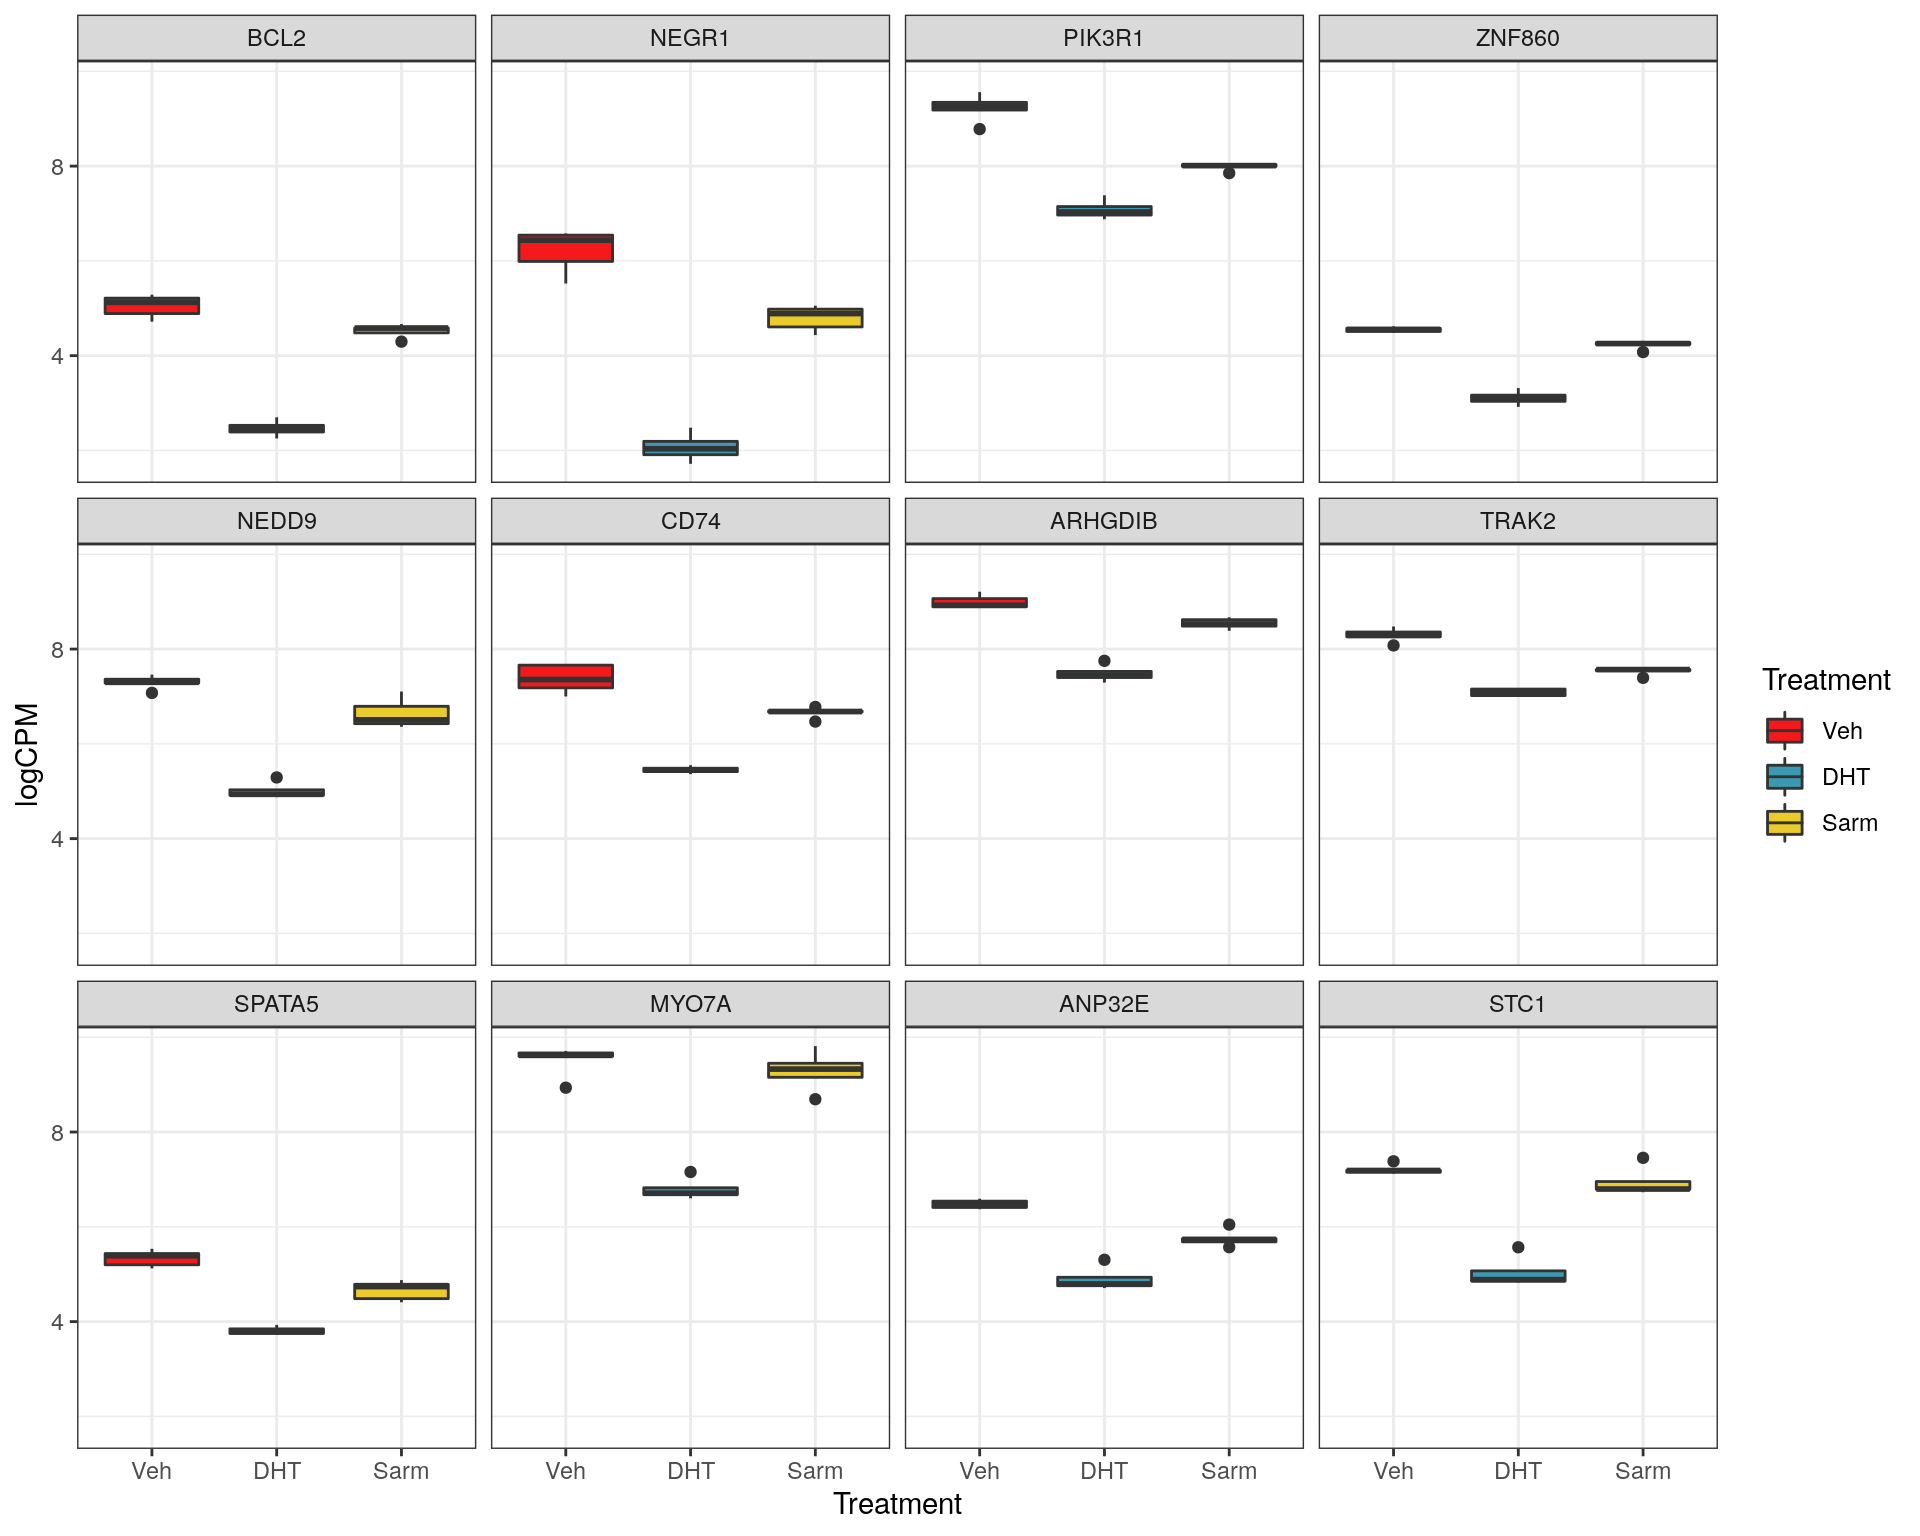 BCL2 NEGR1 PIK3R1 ZNF860
8
4
NEDD9 CD74 ARHGDIB TRAK2
8
4
logCPM
Treatment
Veh
DHT
Sarm
SPATA5 MYO7A ANP32E STC1
8
4
Veh DHT Sarm Veh DHT Sarm Veh DHT Sarm Veh DHT Sarm
Treatment